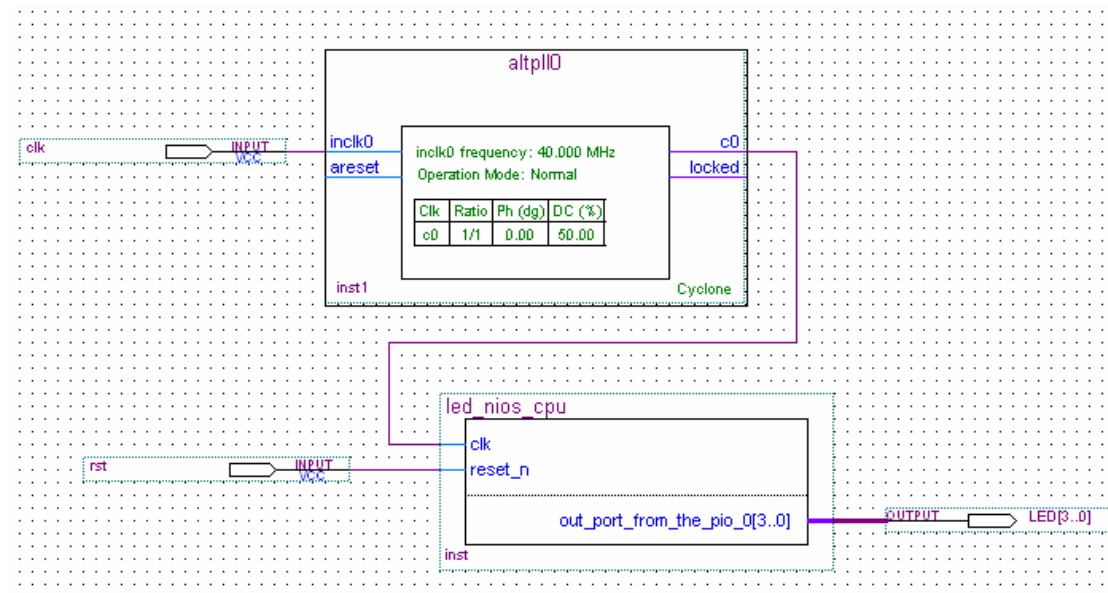 altpll0
clk INPUT VCC
inclk0
areset
inclk0 frequency: 40.000 MHz
Operation Mode: Normal
Clk Ratio Ph (dg) DC (%)
c0 1/1 0.00 50.00
c0
locked
inst1
Cyclone
led_nios_cpu
clk
rst INPUT VCC
reset_n
out_port_from_the_pio_0[3..0]
OUTPUT LED[3..0]
inst